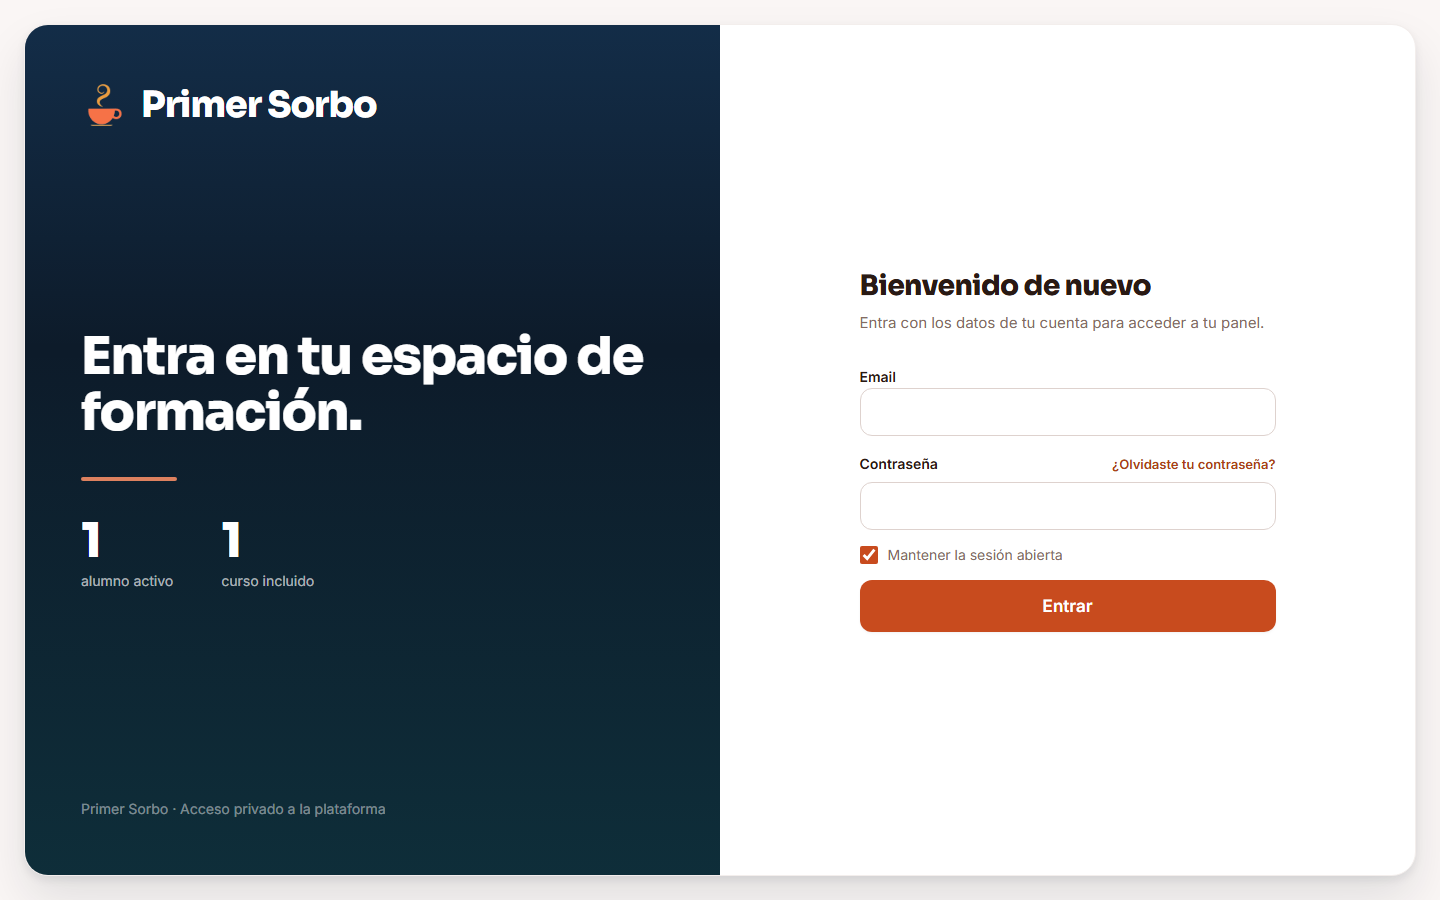 Primer Sorbo
Entra en tu espacio de
formación.
1
alumno activo
1
curso incluido
Primer Sorbo · Acceso privado a la plataforma
Bienvenido de nuevo
Entra con los datos de tu cuenta para acceder a tu panel.
Email
Contraseña
¿Olvidaste tu contraseña?
Mantener la sesión abierta
Entrar